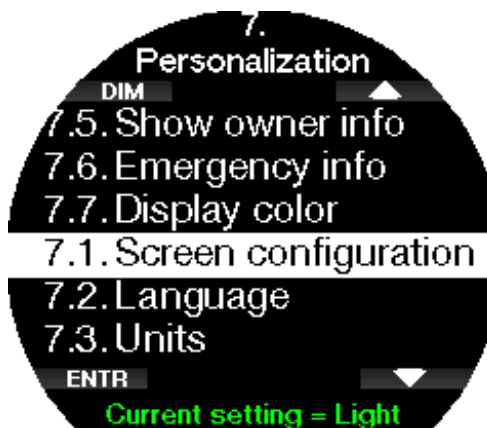 7.
Personalization
DIM
7.5. Show owner info
7.6. Emergency info
7.7. Display color
7.1. Screen configuration
7.2. Language
7.3. Units
ENTR
Current setting = Light